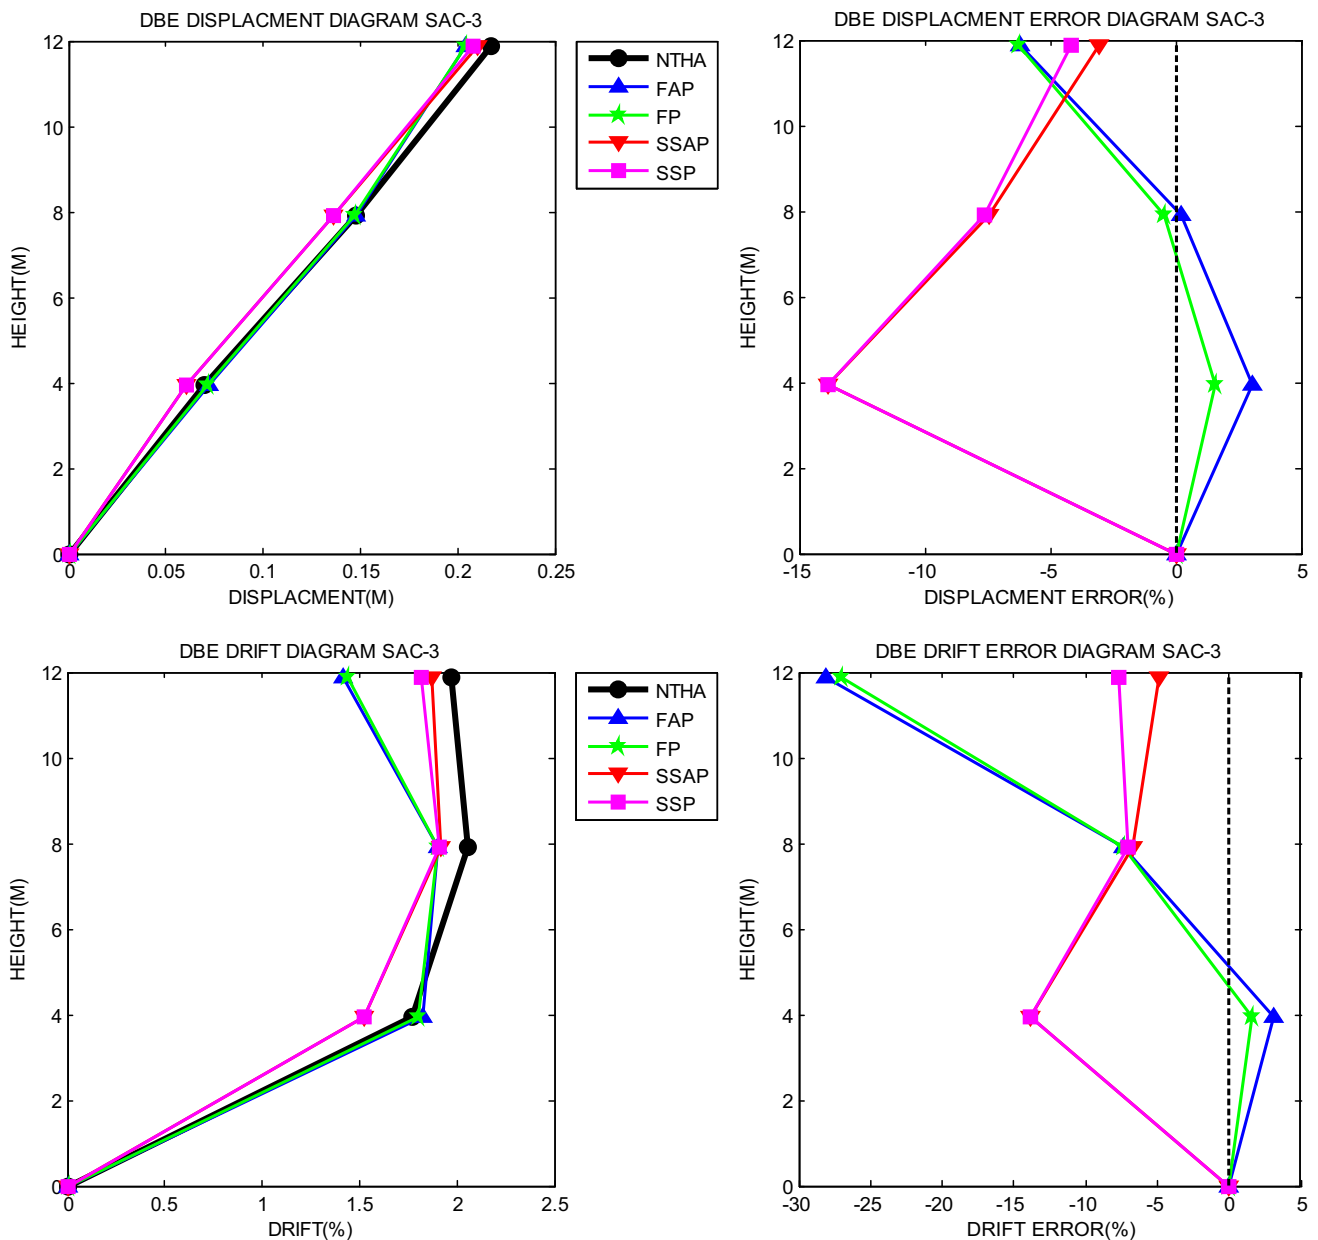 DBE DISPLACMENT DIAGRAM SAC-3
12
10
8
6
4
2
0
HEIGHT(M)
0 0.05 0.1 0.15 0.2 0.25
DISPLACMENT(M)
NTHA
FAP
FP
SSAP
SSP
DBE DISPLACMENT ERROR DIAGRAM SAC-3
12
10
8
6
4
2
0
HEIGHT(M)
-15 -10 -5 0 5
DISPLACMENT ERROR(%)
DBE DRIFT DIAGRAM SAC-3
12
10
8
6
4
2
0
HEIGHT(M)
0 0.5 1 1.5 2 2.5
DRIFT(%)
NTHA
FAP
FP
SSAP
SSP
DBE DRIFT ERROR DIAGRAM SAC-3
12
10
8
6
4
2
0
HEIGHT(M)
-30 -25 -20 -15 -10 -5 0 5
DRIFT ERROR(%)